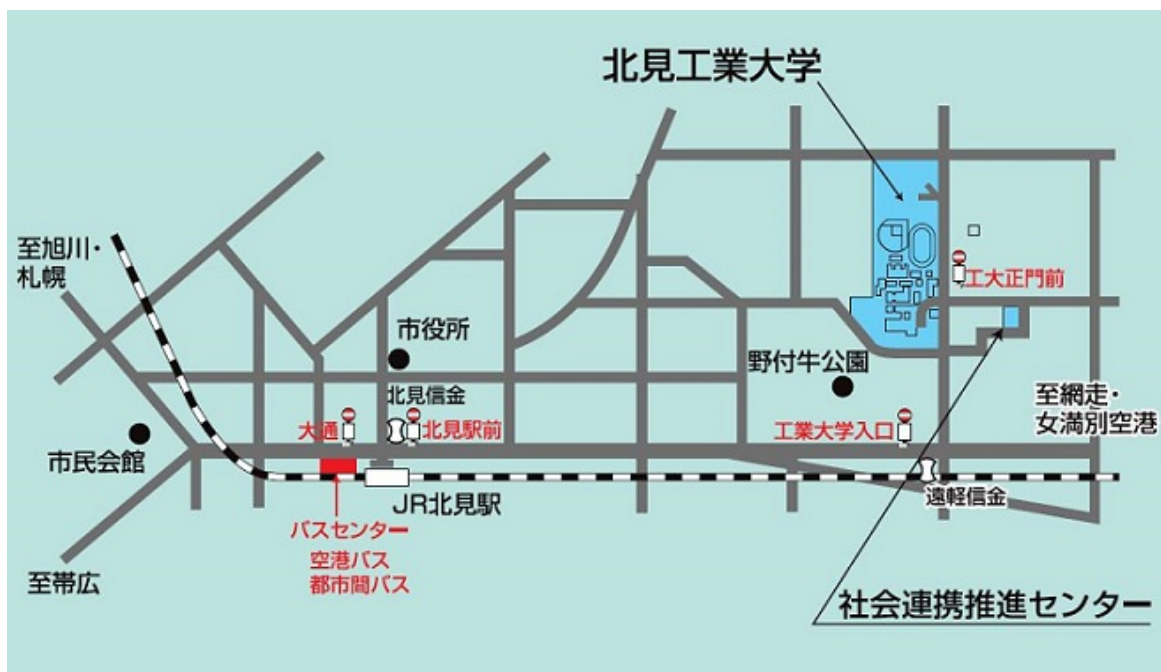 北見工業大学
至旭川・
札幌
工大正門前
市役所
野付牛公園
北見信金
至網走・
女満別空港
大通
北見駅前
工業大学入口
市民会館
JR北見駅
遠軽信金
バスセンター
空港バス
都市間バス
至帯広
社会連携推進センター